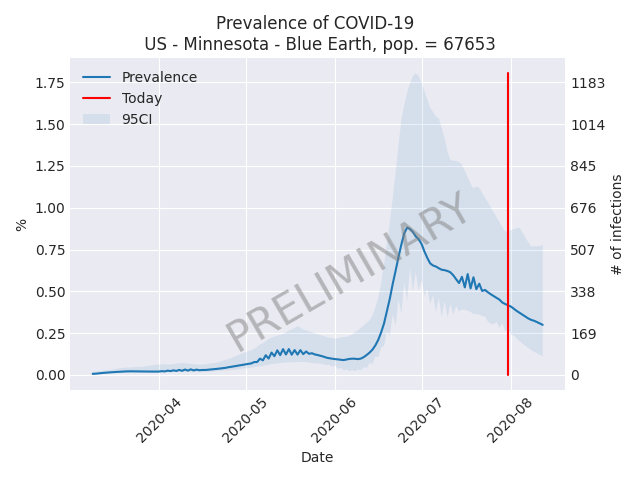 Prevalence of COVID-19
US - Minnesota - Blue Earth, pop. = 67653
Prevalence
Today
95CI
1.75
1.50
1.25
1.00
0.75
0.50
0.25
0.00
%
1183
1014
845
676
507
338
169
0
# of infections
PRELIMINARY
2020-04
2020-05
2020-06
2020-07
2020-08
Date